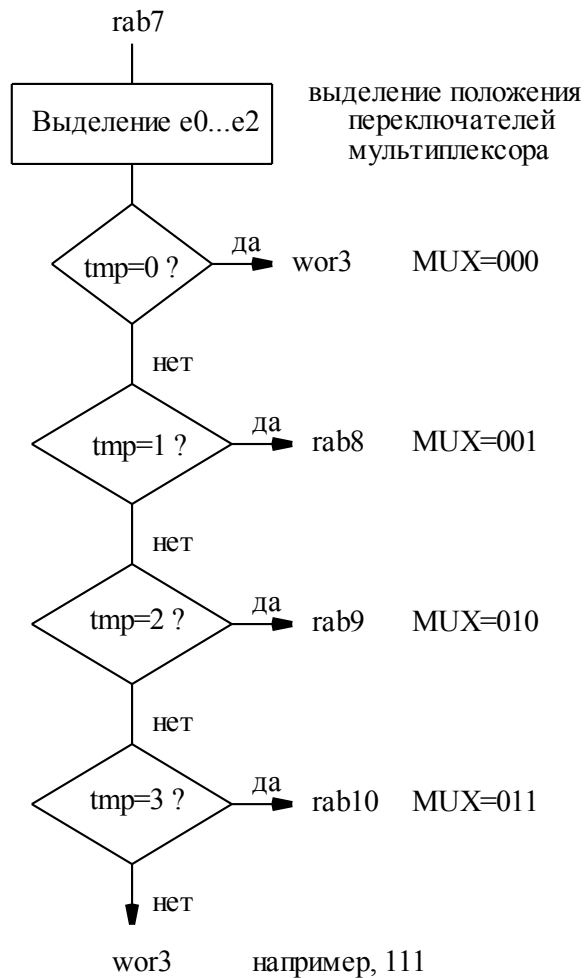 rab7
Выделение e0...e2
выделение положения
переключателей
мультиплексора
tmp=0 ?
да
wor3
MUX=000
нет
tmp=1 ?
да
rab8
MUX=001
нет
tmp=2 ?
да
rab9
MUX=010
нет
tmp=3 ?
да
rab10
MUX=011
нет
wor3
например, 111